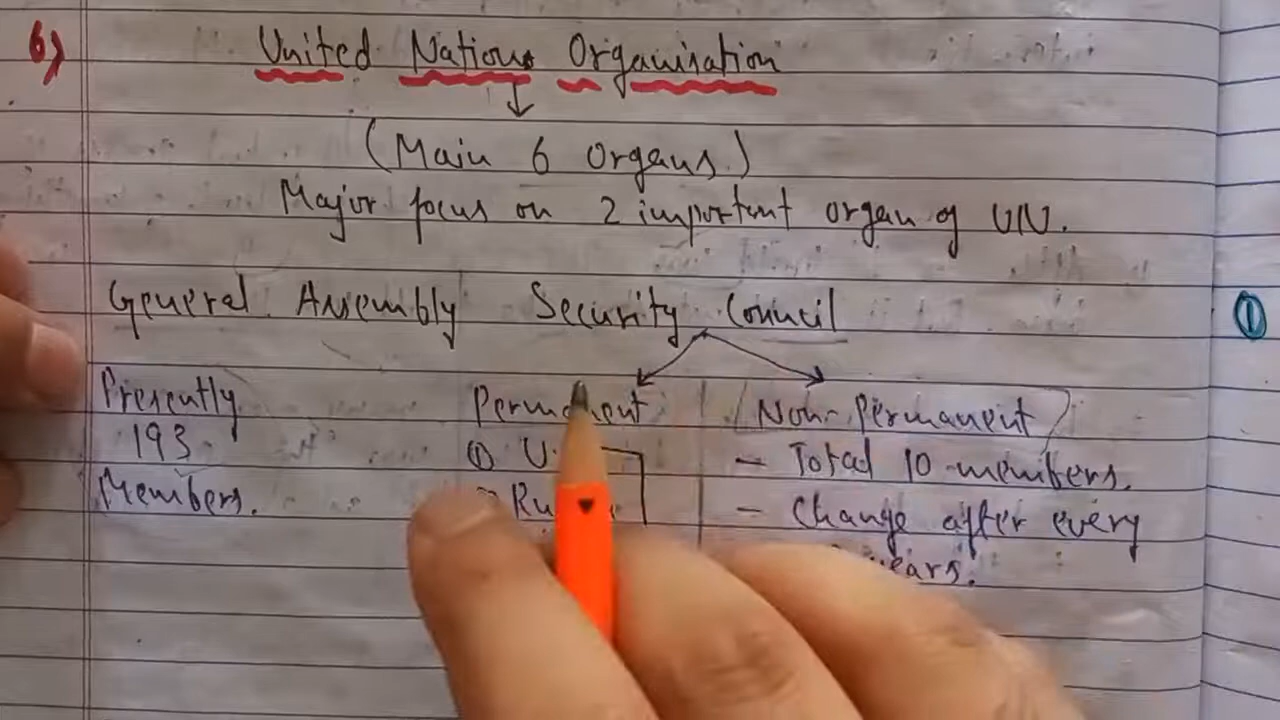 6)
United Nations Organisation
(Main 6 Organs.)
Major focus on 2 important organ of UN.
General Assembly Security Council
①
Presently
193
Members.
Permanent
①
Non-Permanent
- Total 10 members.
- Change after every
years.